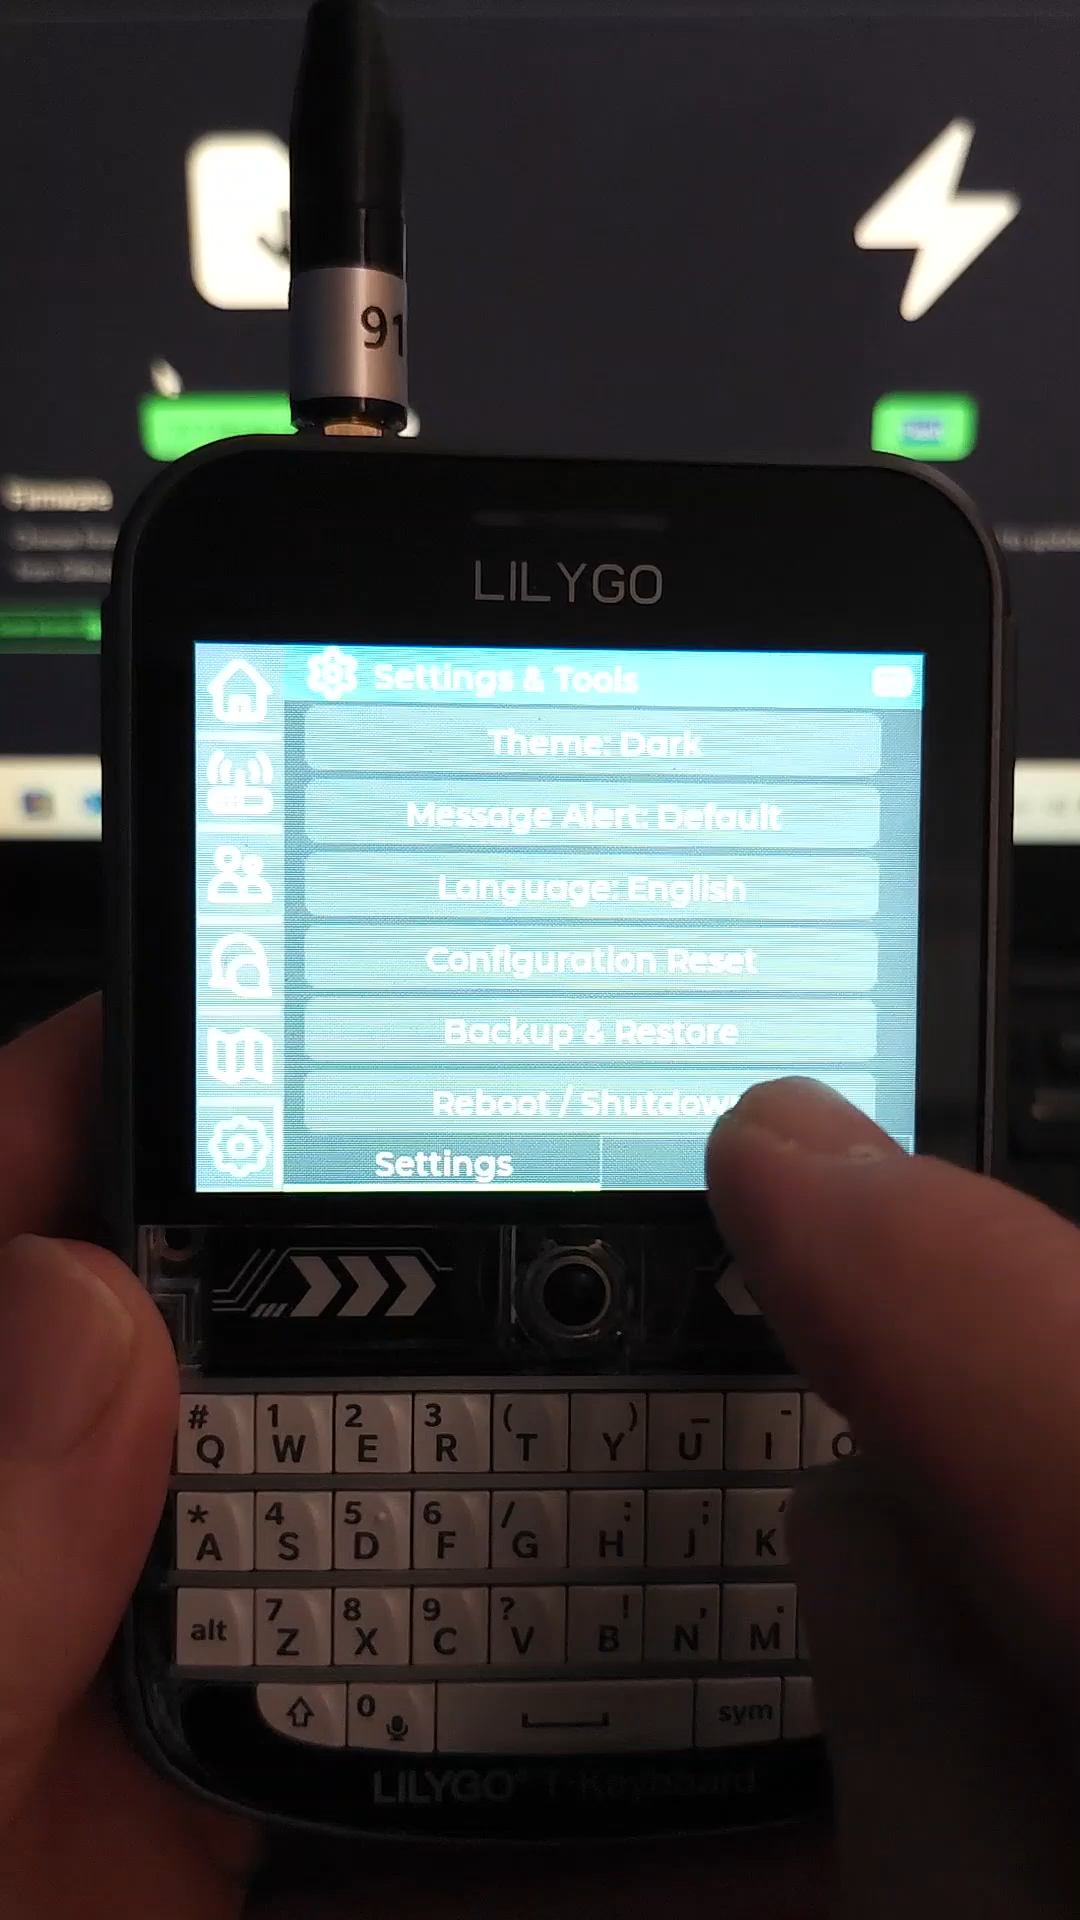 91
LILYGO
Settings & Tools
Theme: Dark
Message Alert: Default
Language: English
Configuration Reset
Backup & Restore
Reboot / Shutdow
Settings
# 1 2 3 ( ) _ -
Q W E R T Y U I O
* 4 5 6 / : ; '
A S D F G H J K
alt 7 8 9 ? ! , .
Z X C V B N M
0 sym
LILYGO® T-Keyboard